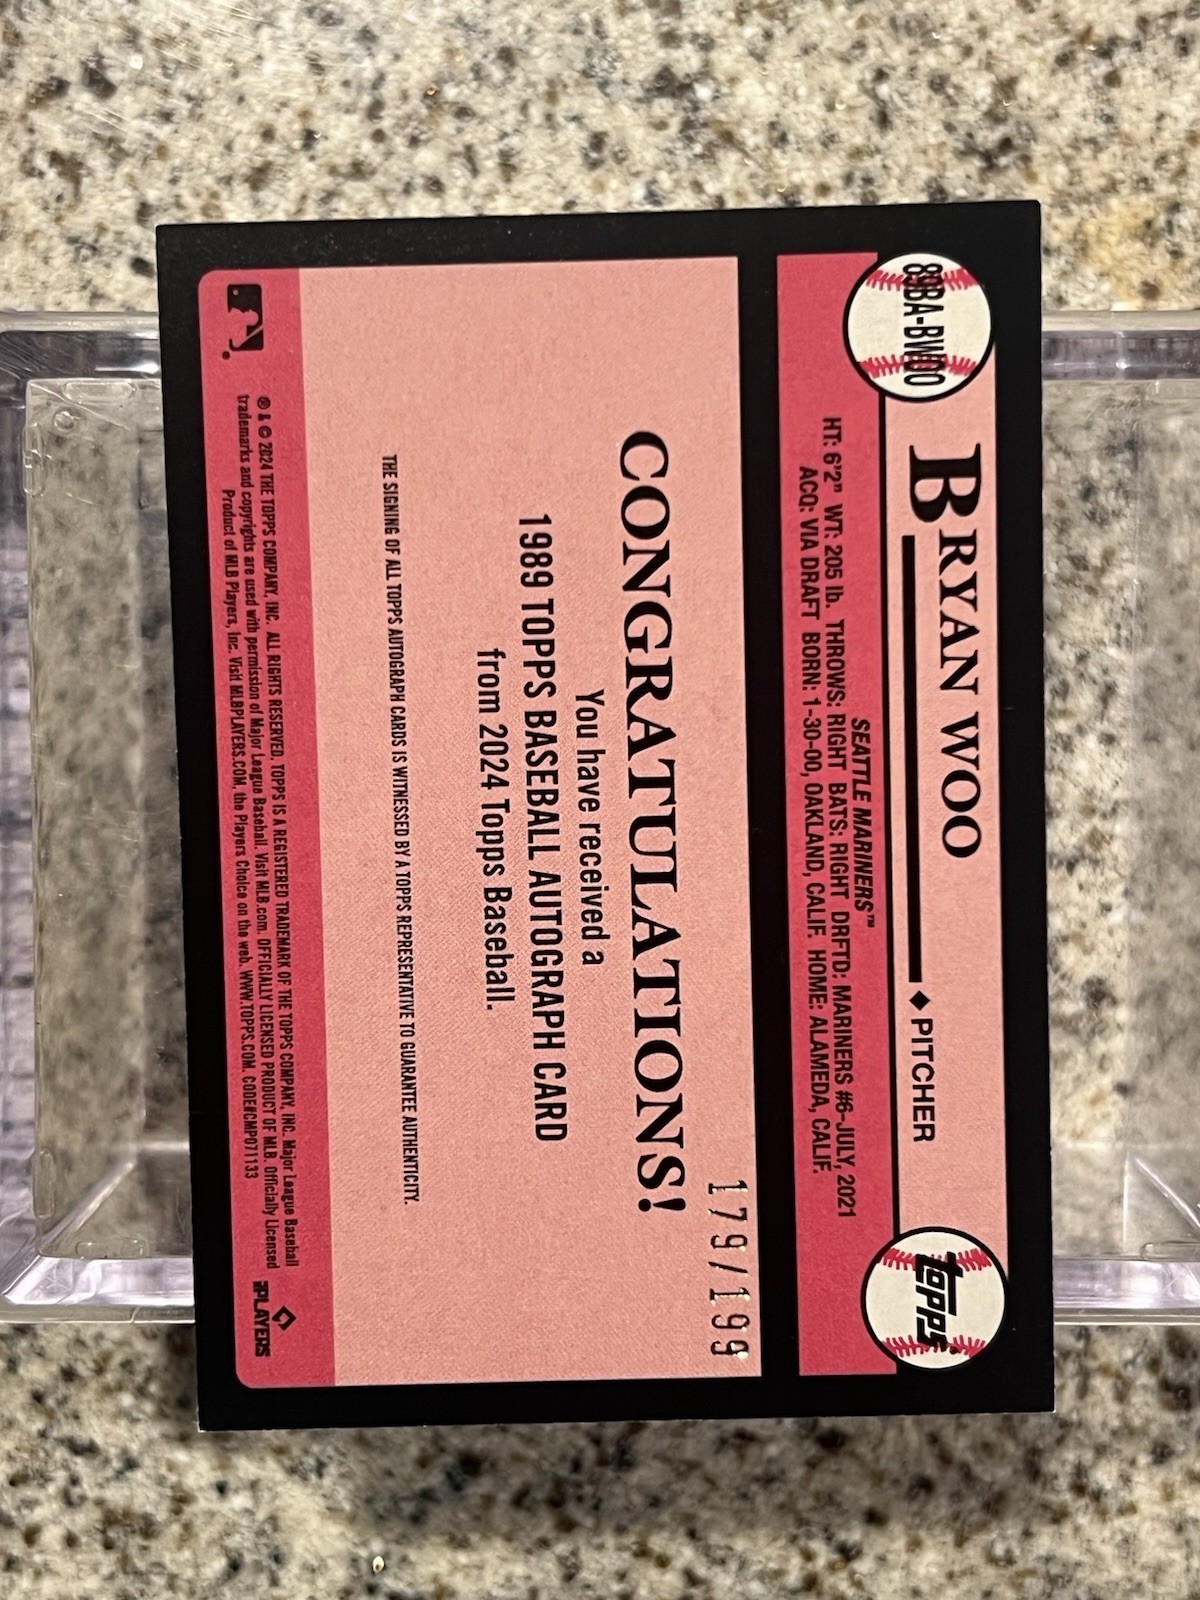 89BA-BWOO
BRYAN WOO
PITCHER
TOPPS
SEATTLE MARINERS™
HT: 6'2" WT: 205 lb. THROWS: RIGHT BATS: RIGHT DRFTD: MARINERS #6-JULY, 2021
ACQ: VIA DRAFT BORN: 1-30-00, OAKLAND, CALIF. HOME: ALAMEDA, CALIF.
179/199
CONGRATULATIONS!
You have received a
1989 TOPPS BASEBALL AUTOGRAPH CARD
from 2024 Topps Baseball.
THE SIGNING OF ALL TOPPS AUTOGRAPH CARDS IS WITNESSED BY A TOPPS REPRESENTATIVE TO GUARANTEE AUTHENTICITY.
® & © 2024 THE TOPPS COMPANY, INC. ALL RIGHTS RESERVED. TOPPS IS A REGISTERED TRADEMARK OF THE TOPPS COMPANY, INC. Major League Baseball
trademarks and copyrights are used with permission of Major League Baseball. Visit MLB.com. OFFICIALLY LICENSED PRODUCT OF MLB. Officially Licensed
Product of MLB Players, Inc. Visit MLBPLAYERS.COM, the Players Choice on the web. WWW.TOPPS.COM. CODE#CMP071133
PLAYERS